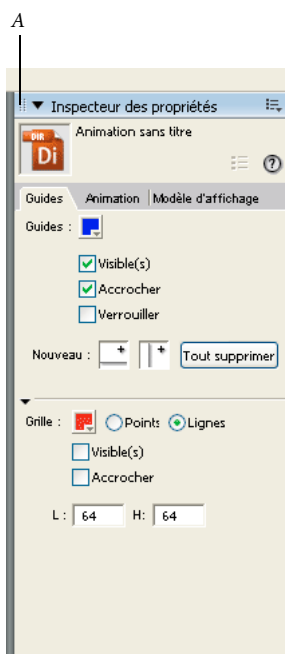 A
Inspecteur des propriétés
DIR
Di
Animation sans titre
?
Guides Animation Modèle d'affichage
Guides :
Visible(s)
Accrocher
Verrouiller
Nouveau : Tout supprimer
Grille : Points Lignes
Visible(s)
Accrocher
L : 64 H: 64